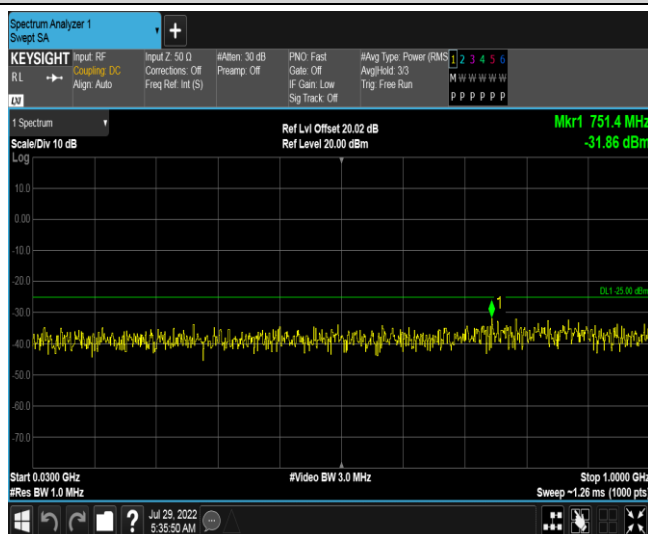 Spectrum Analyzer 1
Swept SA
KEYSIGHT
RL
LXI
Input: RF
Coupling: DC
Align: Auto
Input Z: 50 Ω
Corrections: Off
Freq Ref: Int (S)
#Atten: 30 dB
Preamp: Off
PNO: Fast
Gate: Off
IF Gain: Low
Sig Track: Off
#Avg Type: Power (RMS
Avg|Hold: 3/3
Trig: Free Run
1 2 3 4 5 6
M W W W W W
P P P P P P
1 Spectrum
Scale/Div 10 dB
Ref Lvl Offset 20.02 dB
Ref Level 20.00 dBm
Mkr1 751.4 MHz
-31.86 dBm
Log
10.0
0.00
-10.0
-20.0
DL1 -25.00 dBm
1
-30.0
-40.0
-50.0
-60.0
-70.0
Start 0.0300 GHz
#Res BW 1.0 MHz
#Video BW 3.0 MHz
Stop 1.0000 GHz
Sweep ~1.26 ms (1000 pts)
?
Jul 29, 2022
5:35:50 AM